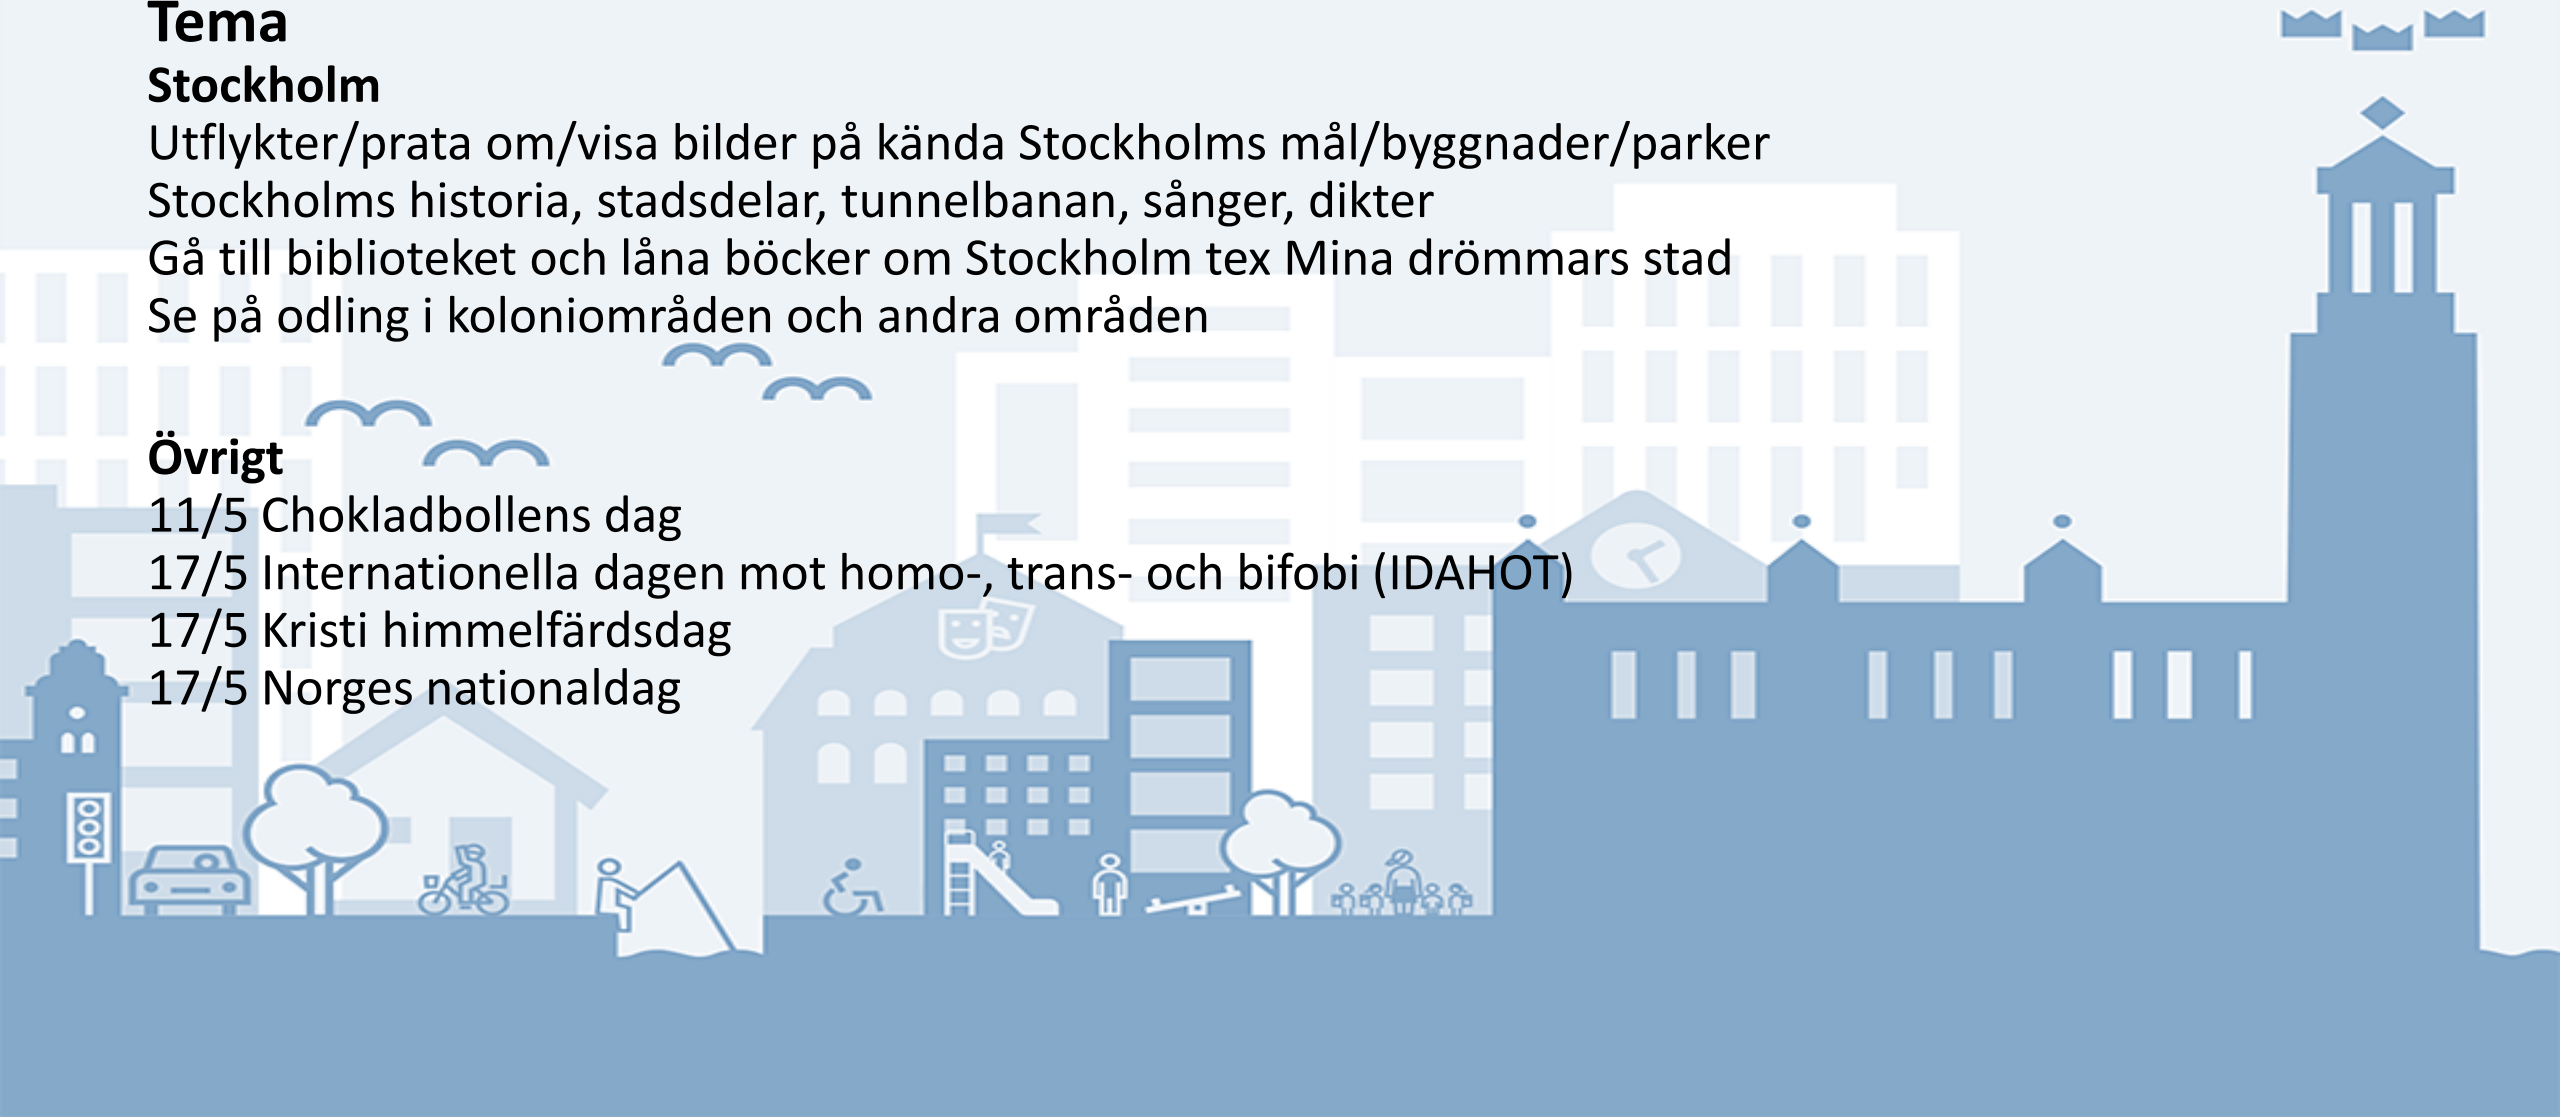 Tema
Stockholm
Utflykter/prata om/visa bilder på kända Stockholms mål/byggnader/parker
Stockholms historia, stadsdelar, tunnelbanan, sånger, dikter
Gå till biblioteket och låna böcker om Stockholm tex Mina drömmars stad
Se på odling i koloniområden och andra områden
Övrigt
11/5 Chokladbollens dag
17/5 Internationella dagen mot homo-, trans- och bifobi (IDAHOT)
17/5 Kristi himmelfärdsdag
17/5 Norges nationaldag